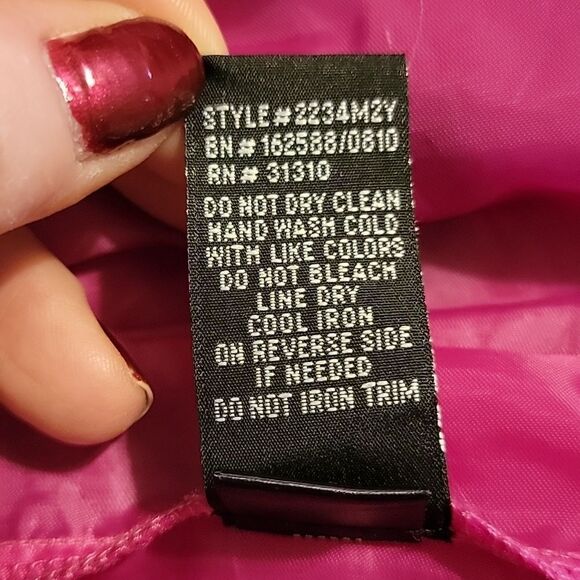 STYLE# 2234M2Y
BN# 162588/0810
RN# 31310
DO NOT DRY CLEAN
HAND WASH COLD
WITH LIKE COLORS
DO NOT BLEACH
LINE DRY
COOL IRON
ON REVERSE SIDE
IF NEEDED
DO NOT IRON TRIM